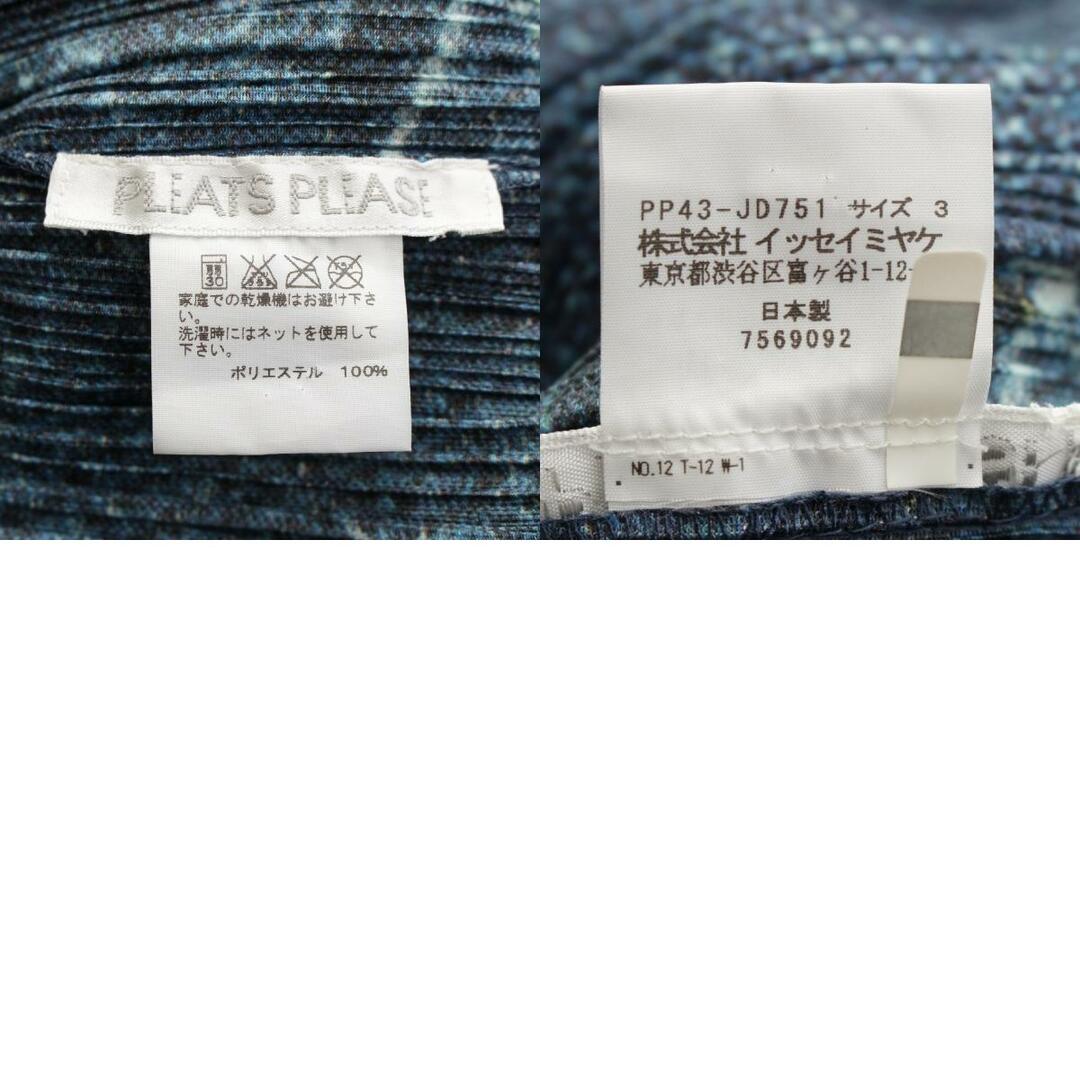 PLEATS PLEASE
30
家庭での乾燥機はお避け下さ
い。
洗濯時にはネットを使用して
下さい。
ポリエステル 100%
PP43-JD751 サイズ 3
株式会社 イッセイミヤケ
東京都渋谷区富ヶ谷1-12-
日本製
7569092
NO.12 T-12 W-1